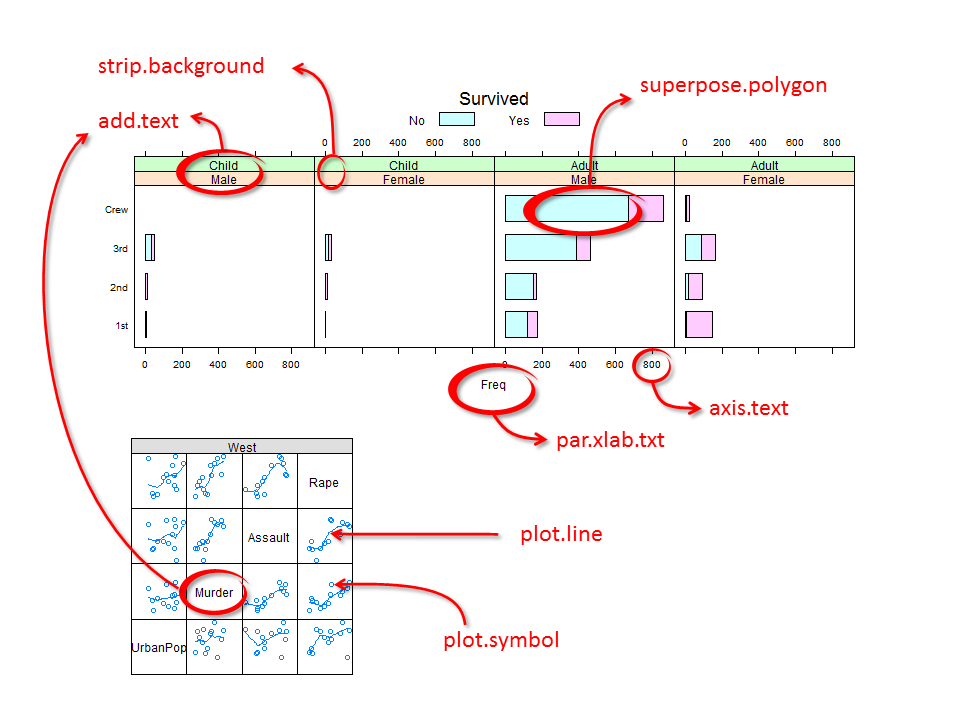 strip.background
superpose.polygon
Survived
add.text
No Yes
0 200 400 600 800 0 200 400 600 800
Child Child Adult Adult
Male Female Male Female
Crew
3rd
2nd
1st
0 200 400 600 800 0 200 400 600 800
Freq
axis.text
par.xlab.txt
West
Rape
Assault
plot.line
Murder
plot.symbol
UrbanPop